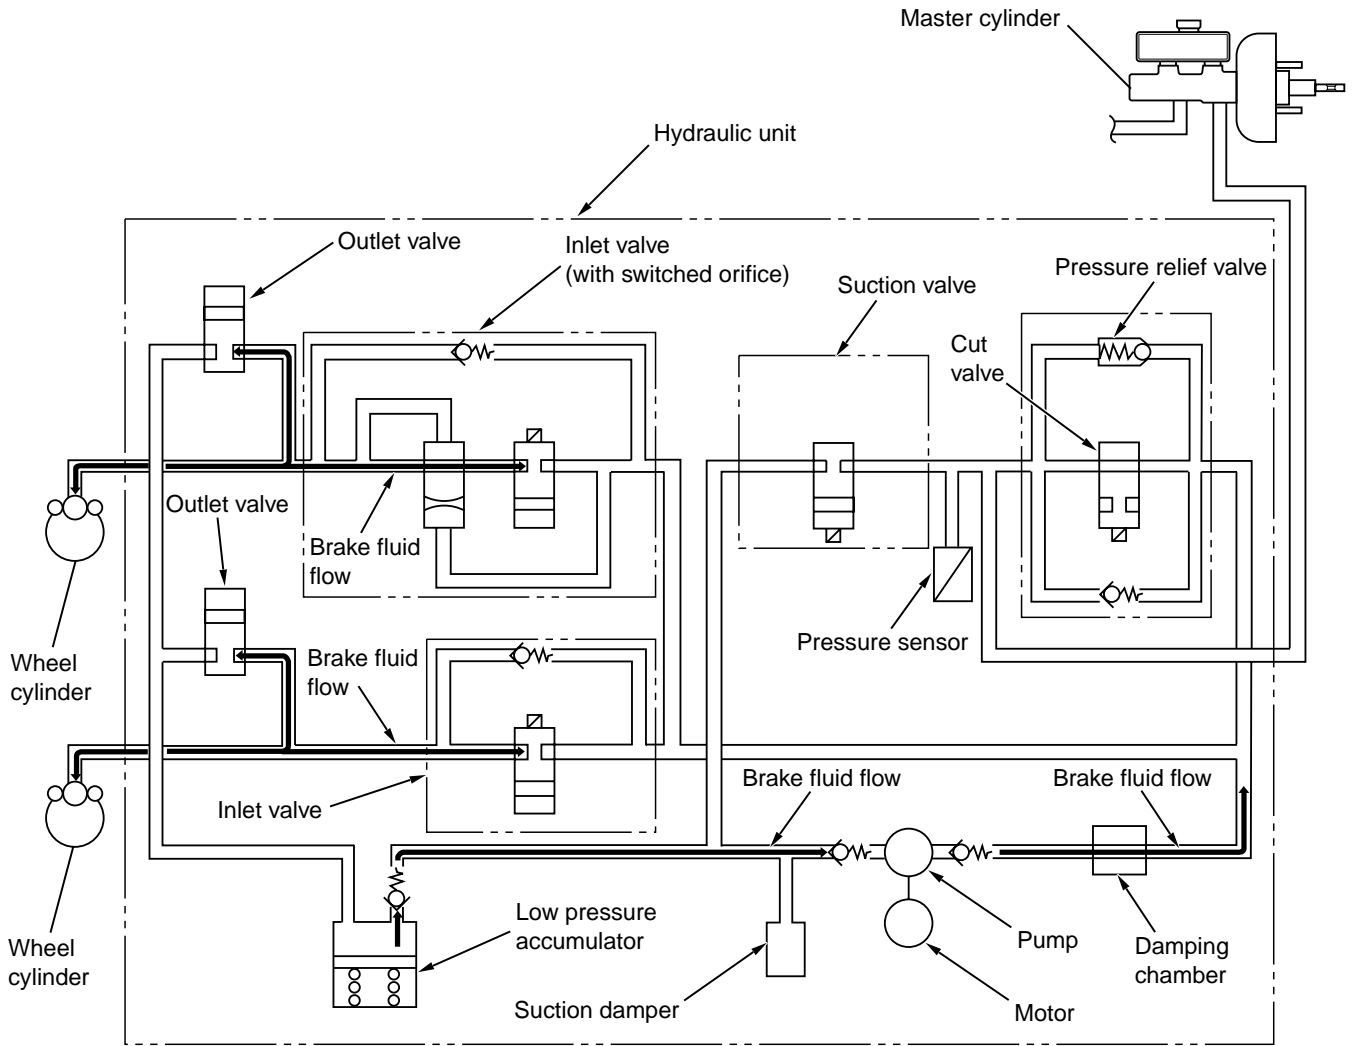 Master cylinder
Hydraulic unit
Outlet valve
Inlet valve
(with switched orifice)
Suction valve
Pressure relief valve
Cut
valve
Outlet valve
Brake fluid
flow
Pressure sensor
Wheel
cylinder
Brake fluid
flow
Inlet valve
Brake fluid flow
Brake fluid flow
Low pressure
accumulator
Wheel
cylinder
Pump
Damping
chamber
Suction damper
Motor